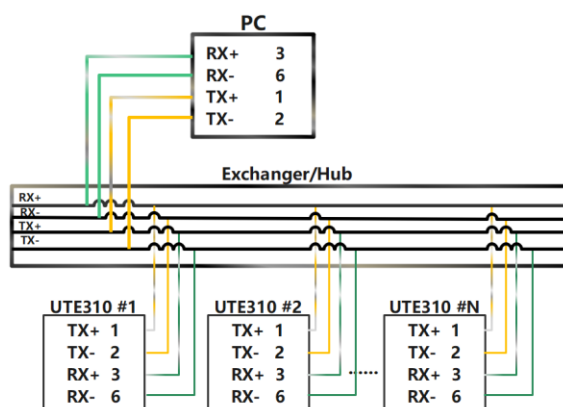 PC
RX+ 3
RX- 6
TX+ 1
TX- 2
Exchanger/Hub
RX+
RX-
TX+
TX-
UTE310 #1 UTE310 #2 UTE310 #N
TX+ 1 TX+ 1 TX+ 1
TX- 2 TX- 2 TX- 2
RX+ 3 RX+ 3 ...... RX+ 3
RX- 6 RX- 6 RX- 6